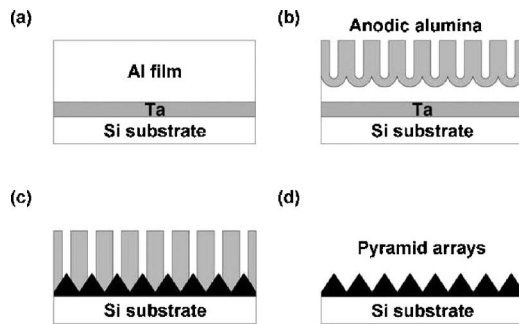 (a)
Al film
Ta
Si substrate
(b)
Anodic alumina
Ta
Si substrate
(c)
Si substrate
(d)
Pyramid arrays
Si substrate